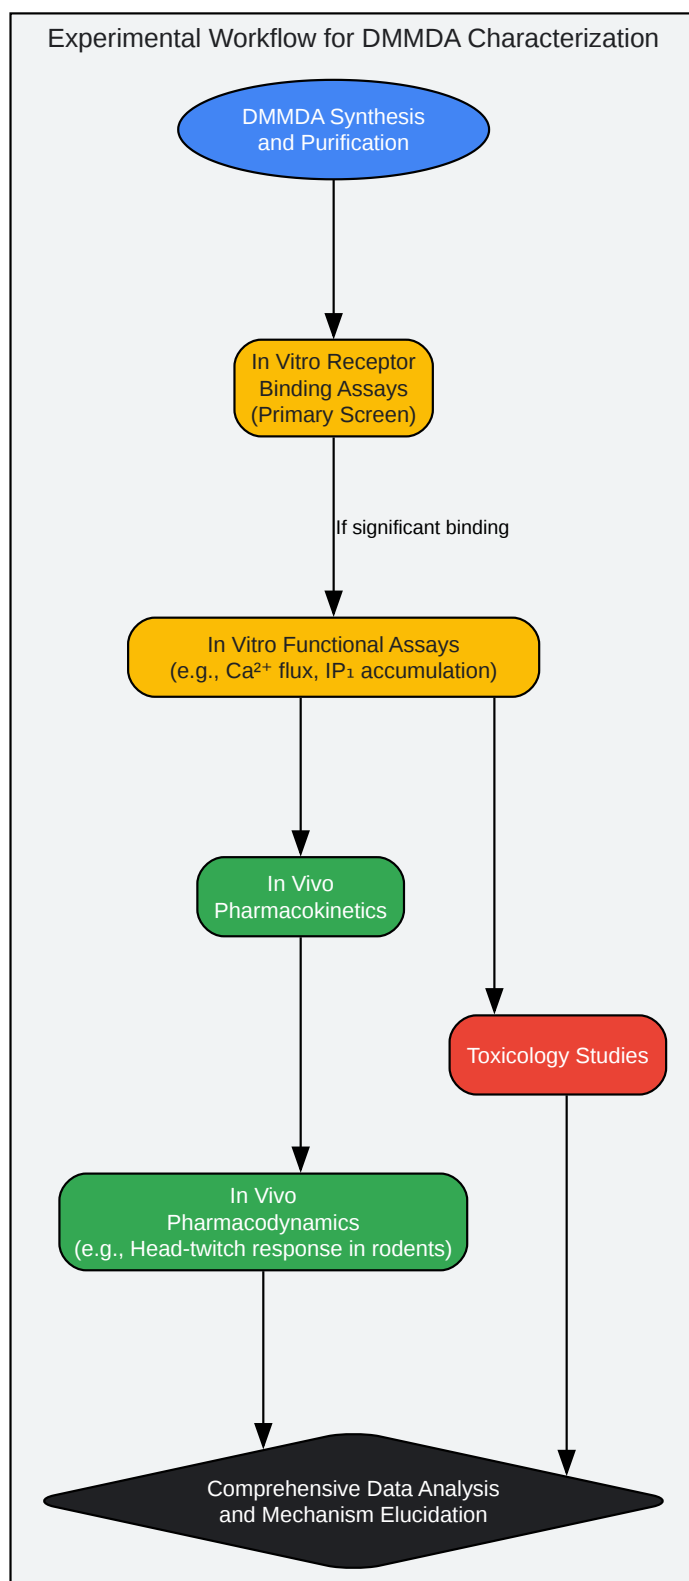 Experimental Workflow for DMMDA Characterization
DMMDA Synthesis
and Purification
In Vitro Receptor
Binding Assays
(Primary Screen)
If significant binding
In Vitro Functional Assays
(e.g., Ca²⁺ flux, IP₁ accumulation)
In Vivo
Pharmacokinetics
Toxicology Studies
In Vivo
Pharmacodynamics
(e.g., Head-twitch response in rodents)
Comprehensive Data Analysis
and Mechanism Elucidation